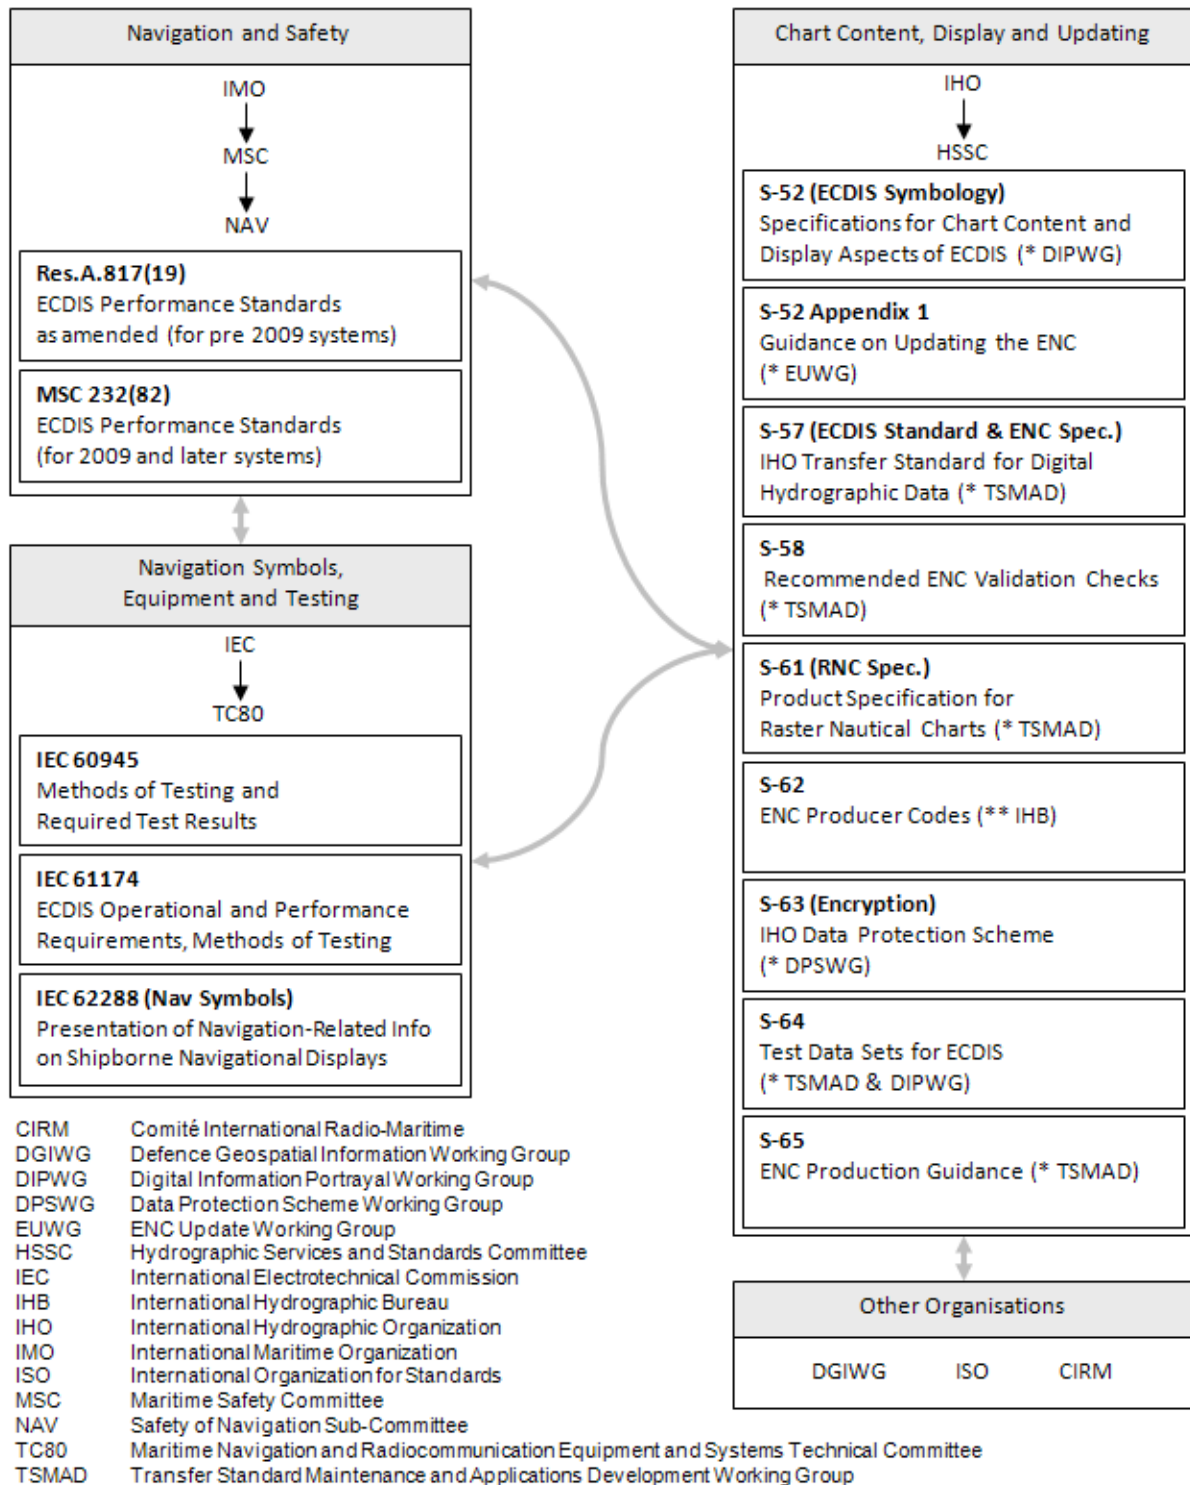 Navigation and Safety
IMO
MSC
NAV
Res.A.817(19)
ECDIS Performance Standards
as amended (for pre 2009 systems)
MSC 232(82)
ECDIS Performance Standards
(for 2009 and later systems)
Navigation Symbols,
Equipment and Testing
IEC
TC80
IEC 60945
Methods of Testing and
Required Test Results
IEC 61174
ECDIS Operational and Performance
Requirements, Methods of Testing
IEC 62288 (Nav Symbols)
Presentation of Navigation-Related Info
on Shipborne Navigational Displays
Chart Content, Display and Updating
IHO
HSSC
S-52 (ECDIS Symbology)
Specifications for Chart Content and
Display Aspects of ECDIS (* DIPWG)
S-52 Appendix 1
Guidance on Updating the ENC
(* EUWG)
S-57 (ECDIS Standard & ENC Spec.)
IHO Transfer Standard for Digital
Hydrographic Data (* TSMAD)
S-58
Recommended ENC Validation Checks
(* TSMAD)
S-61 (RNC Spec.)
Product Specification for
Raster Nautical Charts (* TSMAD)
S-62
ENC Producer Codes (** IHB)
S-63 (Encryption)
IHO Data Protection Scheme
(* DPSWG)
S-64
Test Data Sets for ECDIS
(* TSMAD & DIPWG)
S-65
ENC Production Guidance (* TSMAD)
Other Organisations
DGIWG ISO CIRM
CIRM Comité International Radio-Maritime
DGIWG Defence Geospatial Information Working Group
DIPWG Digital Information Portrayal Working Group
DPSWG Data Protection Scheme Working Group
EUWG ENC Update Working Group
HSSC Hydrographic Services and Standards Committee
IEC International Electrotechnical Commission
IHB International Hydrographic Bureau
IHO International Hydrographic Organization
IMO International Maritime Organization
ISO International Organization for Standards
MSC Maritime Safety Committee
NAV Safety of Navigation Sub-Committee
TC80 Maritime Navigation and Radiocommunication Equipment and Systems Technical Committee
TSMAD Transfer Standard Maintenance and Applications Development Working Group